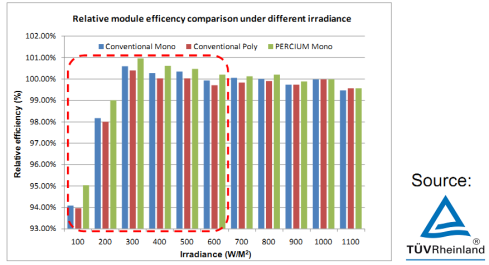 Relative module efficency comparison under different irradiance
102.00%
101.00%
100.00%
99.00%
98.00%
97.00%
96.00%
95.00%
94.00%
93.00%
Relative efficiency (%)
Conventional Mono Conventional Poly PERCIUM Mono
100 200 300 400 500 600 700 800 900 1000 1100
Irradiance (W/M²)
Source:
TÜVRheinland®